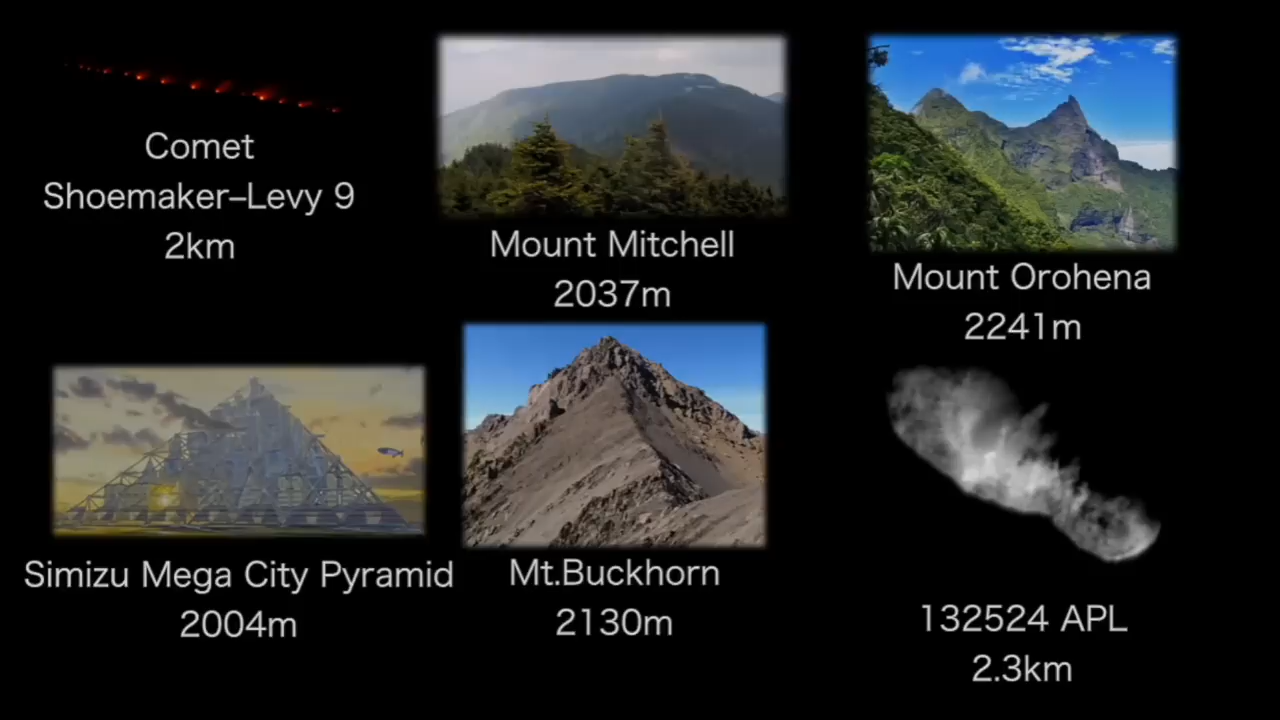 Comet
Shoemaker–Levy 9
2km
Mount Mitchell
2037m
Mount Orohena
2241m
Simizu Mega City Pyramid
2004m
Mt.Buckhorn
2130m
132524 APL
2.3km